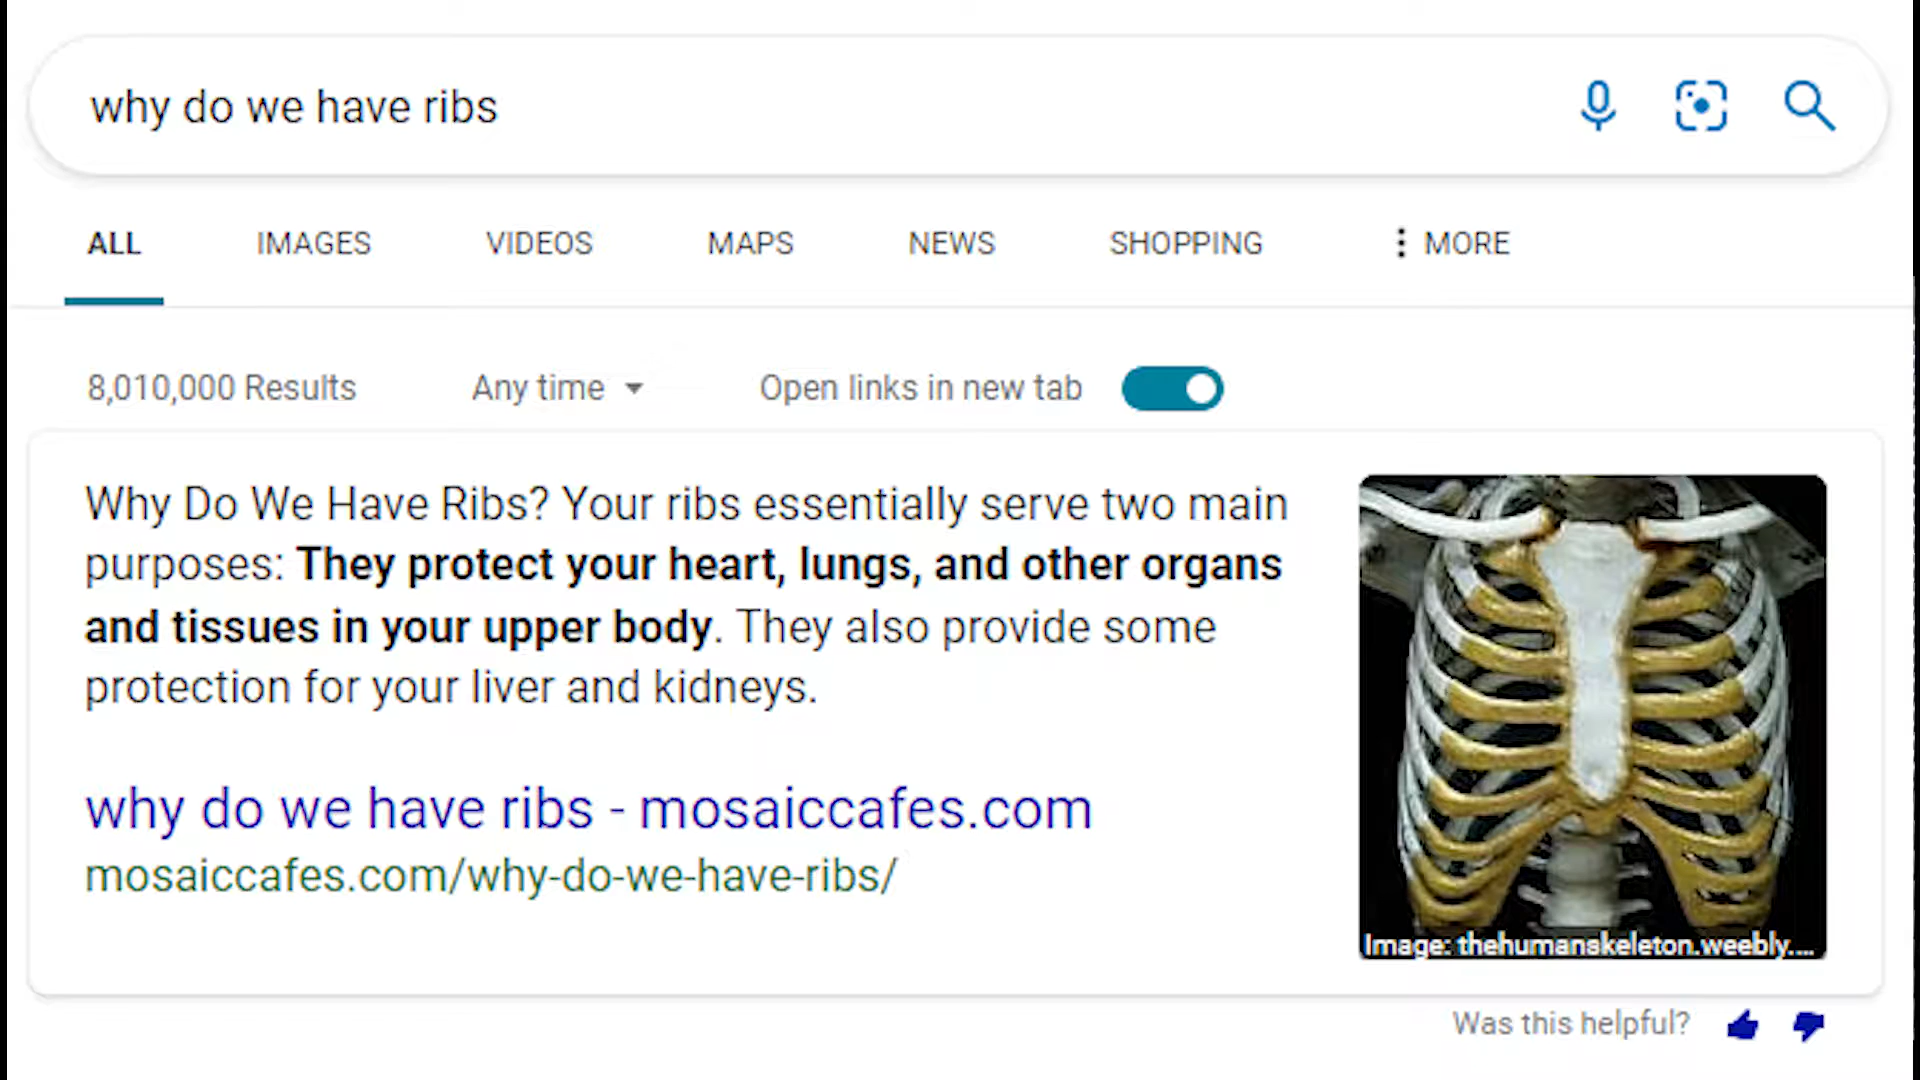 why do we have ribs
ALL IMAGES VIDEOS MAPS NEWS SHOPPING MORE
8,010,000 Results Any time Open links in new tab
Why Do We Have Ribs? Your ribs essentially serve two main
purposes: They protect your heart, lungs, and other organs
and tissues in your upper body. They also provide some
protection for your liver and kidneys.
why do we have ribs - mosaiccafes.com
mosaiccafes.com/why-do-we-have-ribs/
Image: thehumanskeleton.weebly....
Was this helpful?